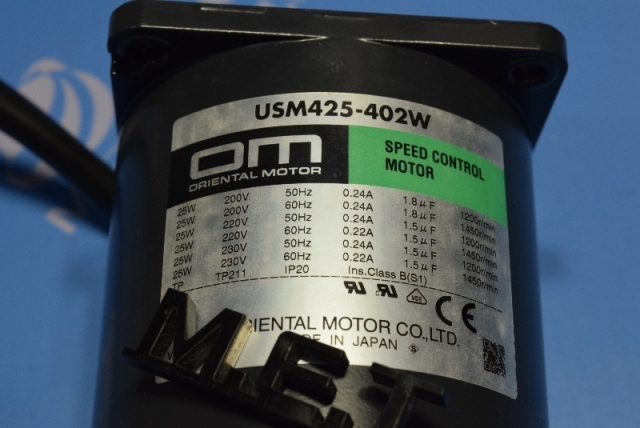 USM425-402W
OM
ORIENTAL MOTOR
SPEED CONTROL
MOTOR
25W 200V 50Hz 0.24A 1.8μF 1200r/min
25W 200V 60Hz 0.24A 1.8μF 1450r/min
25W 220V 60Hz 0.22A 1.5μF 1200r/min
25W 220V 60Hz 0.22A 1.5μF 1450r/min
25W 230V 50Hz 0.24A 1.5μF 1200r/min
25W 230V 60Hz 0.22A 1.5μF 1450r/min
TP TP211 IP20 Ins.Class B(S1)
CE
RIENTAL MOTOR CO.,LTD.
IN JAPAN S
M.E.T